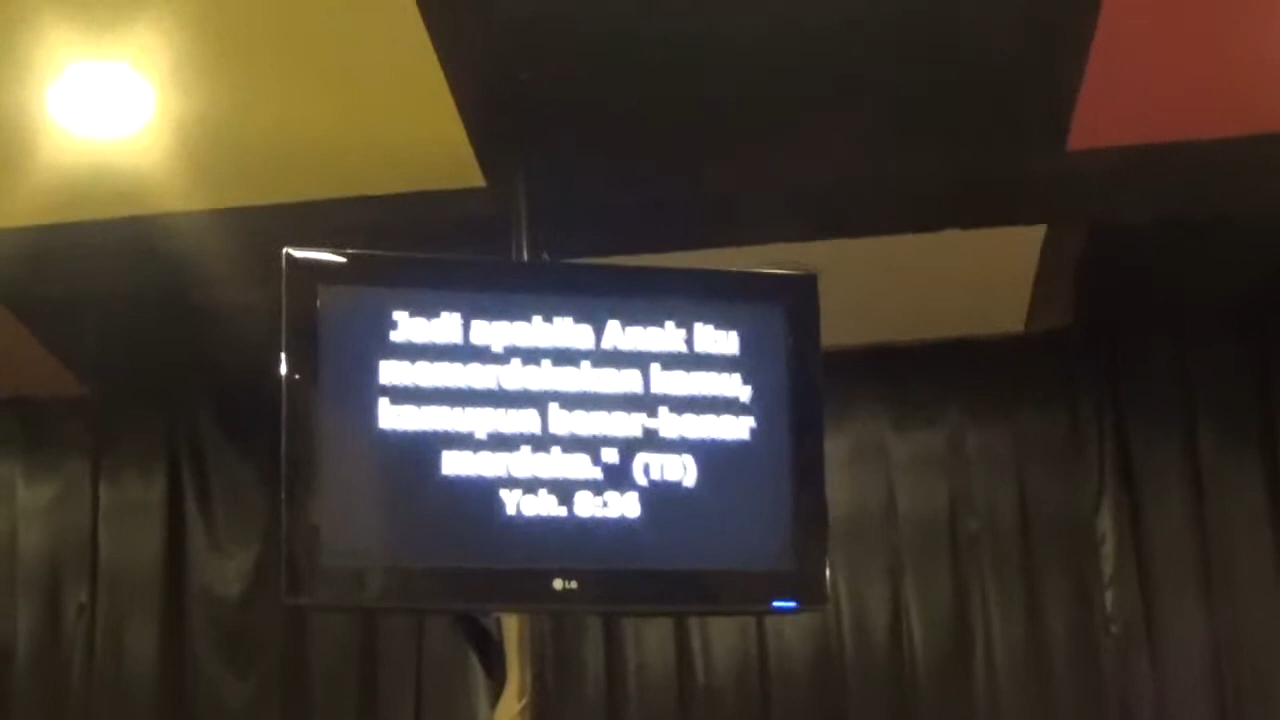 Jadi apabila Anak itu
memerdekakan kamu,
kamupun benar-benar
merdeka." (TB)
Yoh. 8:36
LG